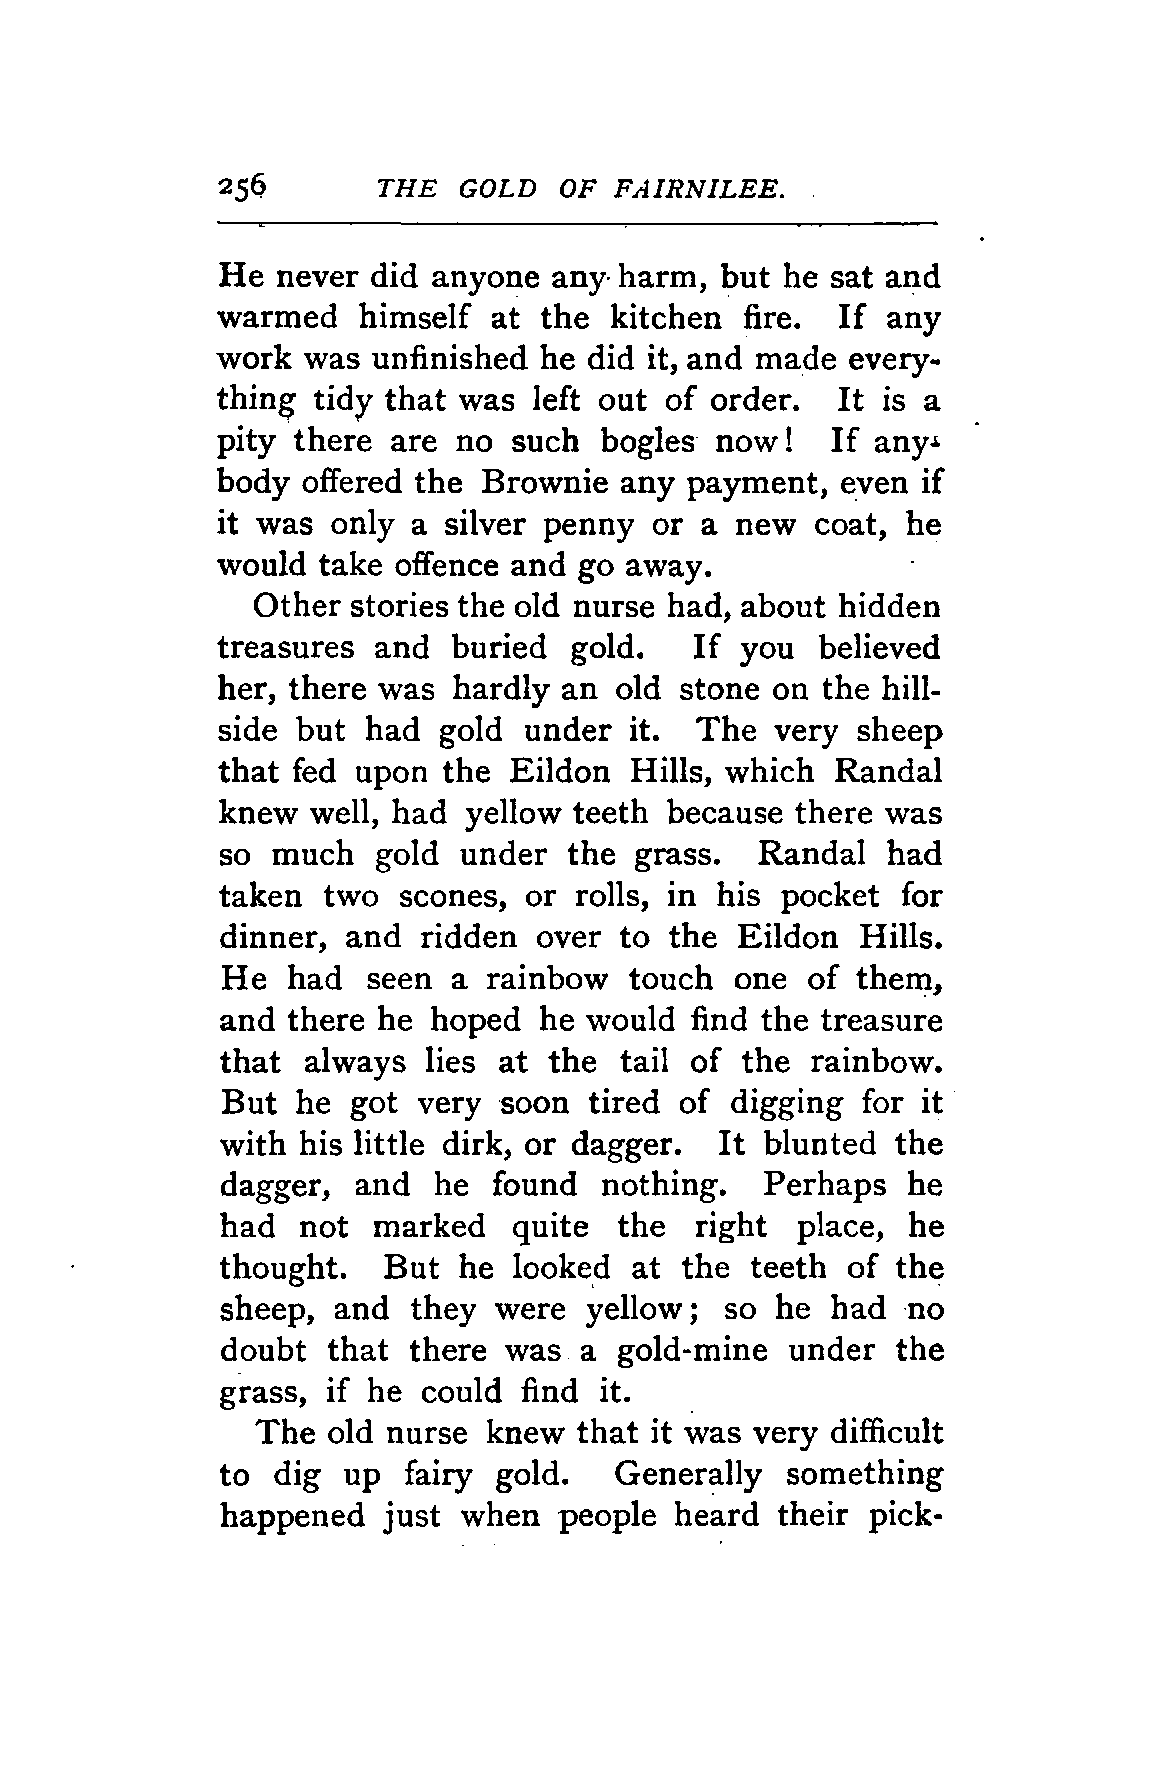 256 THE GOLD OF FAIRNILEE.
He never did anyone any harm, but he sat and
warmed himself at the kitchen fire. If any
work was unfinished he did it, and made every-
thing tidy that was left out of order. It is a
pity there are no such bogles now! If any-
body offered the Brownie any payment, even if
it was only a silver penny or a new coat, he
would take offence and go away.
Other stories the old nurse had, about hidden
treasures and buried gold. If you believed
her, there was hardly an old stone on the hill-
side but had gold under it. The very sheep
that fed upon the Eildon Hills, which Randal
knew well, had yellow teeth because there was
so much gold under the grass. Randal had
taken two scones, or rolls, in his pocket for
dinner, and ridden over to the Eildon Hills.
He had seen a rainbow touch one of them,
and there he hoped he would find the treasure
that always lies at the tail of the rainbow.
But he got very soon tired of digging for it
with his little dirk, or dagger. It blunted the
dagger, and he found nothing. Perhaps he
had not marked quite the right place, he
thought. But he looked at the teeth of the
sheep, and they were yellow; so he had no
doubt that there was a gold-mine under the
grass, if he could find it.
The old nurse knew that it was very difficult
to dig up fairy gold. Generally something
happened just when people heard their pick-